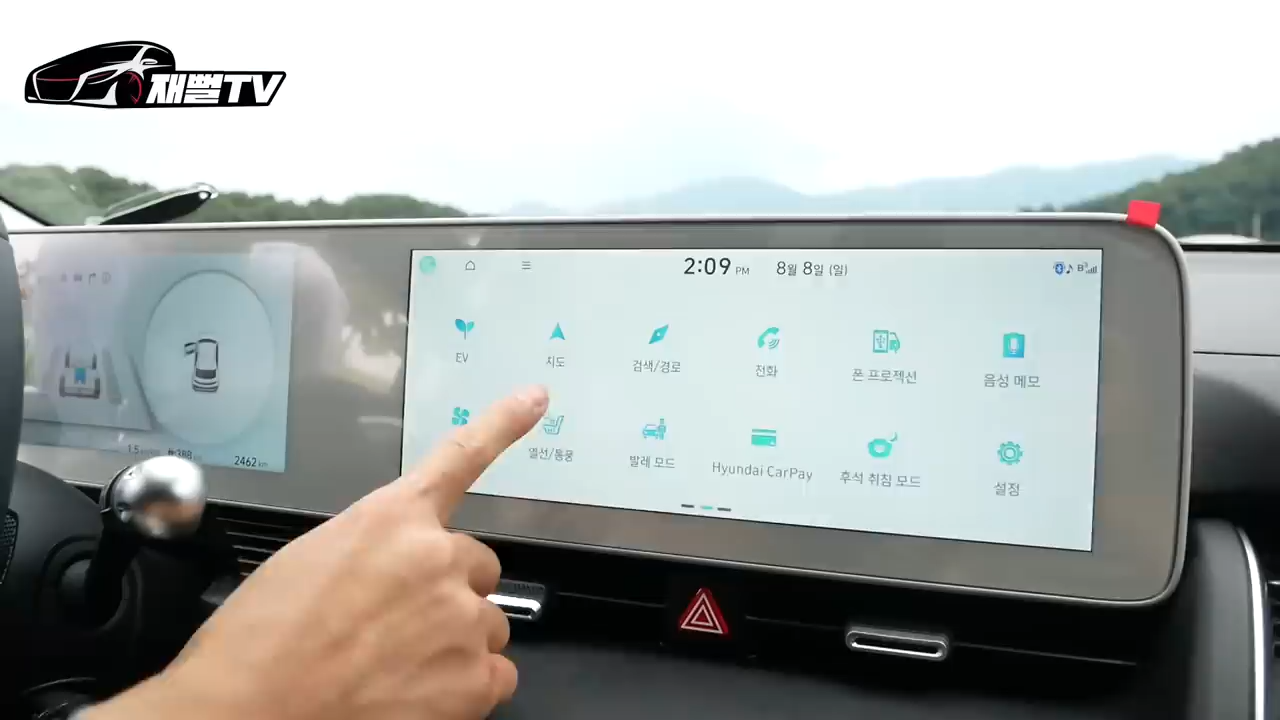 재뻘TV
2:09 PM 8월 8일 (일)
EV
지도
검색/경로
전화
폰 프로젝션
음성 메모
열선/통풍
발레 모드
Hyundai CarPay
후석 취침 모드
설정
2462 km